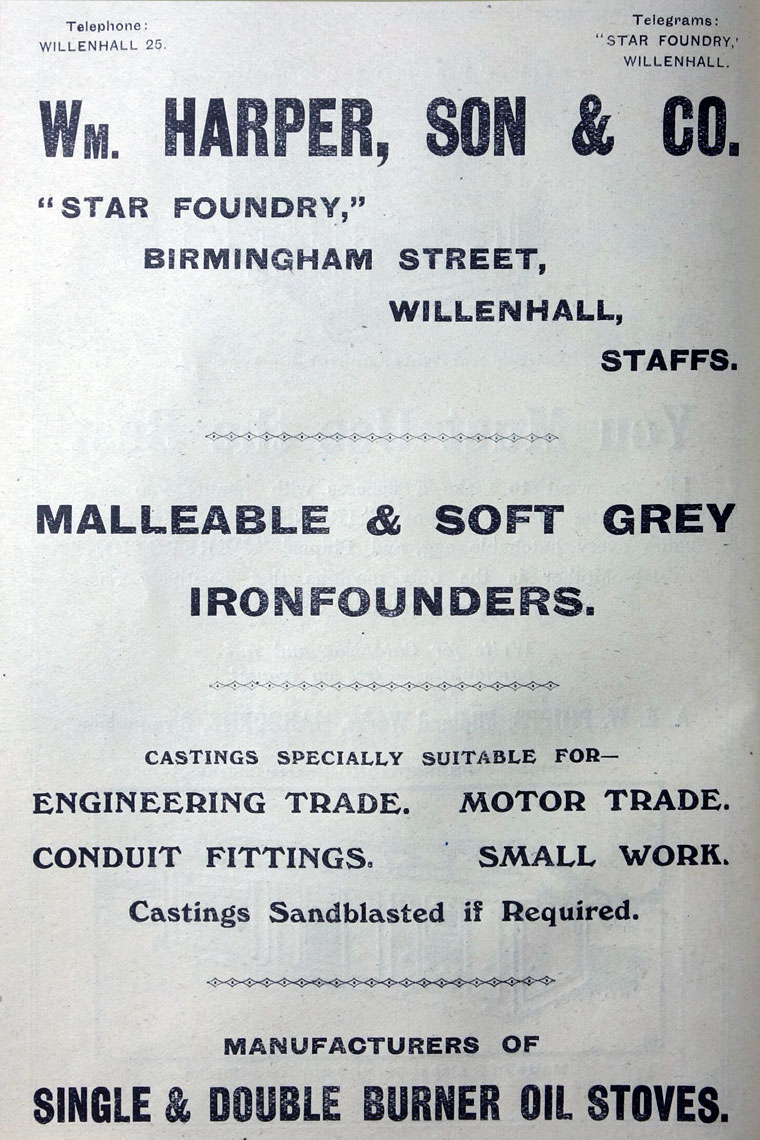 Telephone:
WILLENHALL 25.
Telegrams:
"STAR FOUNDRY,"
WILLENHALL.
WM. HARPER, SON & CO.
"STAR FOUNDRY,"
BIRMINGHAM STREET,
WILLENHALL,
STAFFS.
MALLEABLE & SOFT GREY
IRONFOUNDERS.
CASTINGS SPECIALLY SUITABLE FOR—
ENGINEERING TRADE. MOTOR TRADE.
CONDUIT FITTINGS. SMALL WORK.
Castings Sandblasted if Required.
MANUFACTURERS OF
SINGLE & DOUBLE BURNER OIL STOVES.